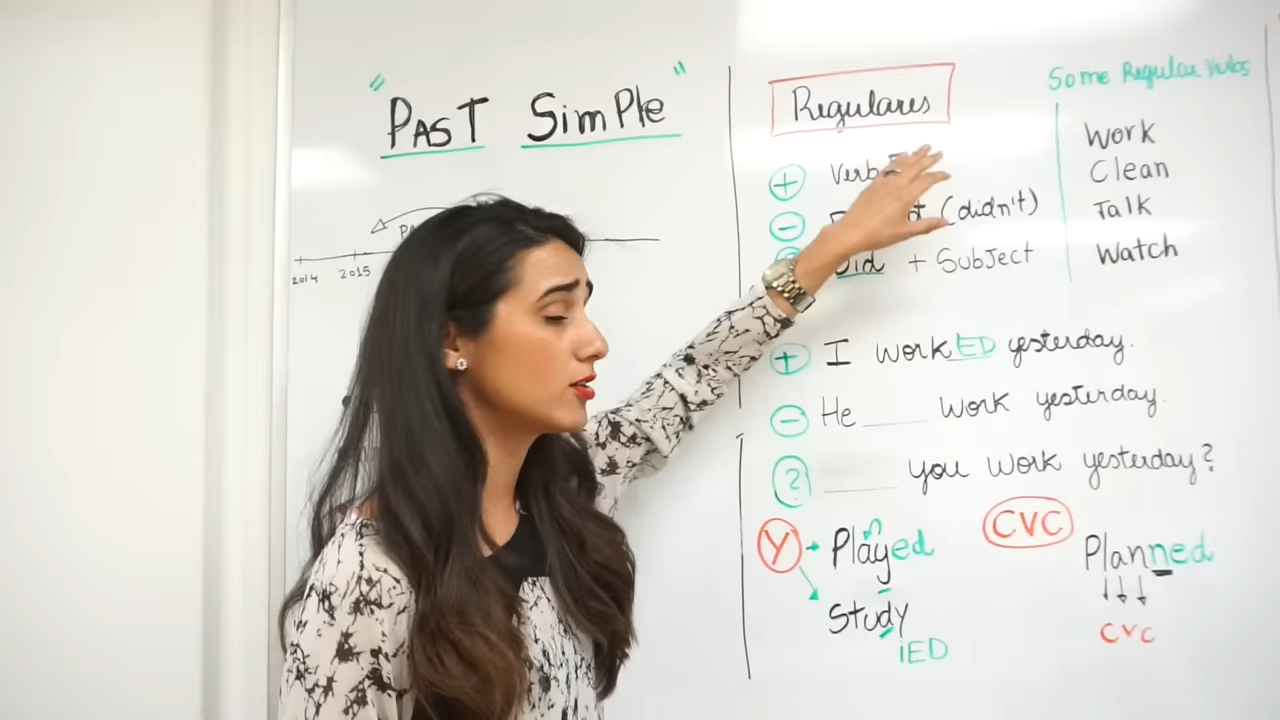 " Past Simple "
2014 2015
Regulares
+ Verb
- (didn't)
Did + Subject
Some Regular Verbs
Work
Clean
Talk
Watch
+ I workED yesterday.
- He ____ work yesterday.
? ____ you work yesterday?
Y → Played
Study
iED
CVC
Planned
CVC